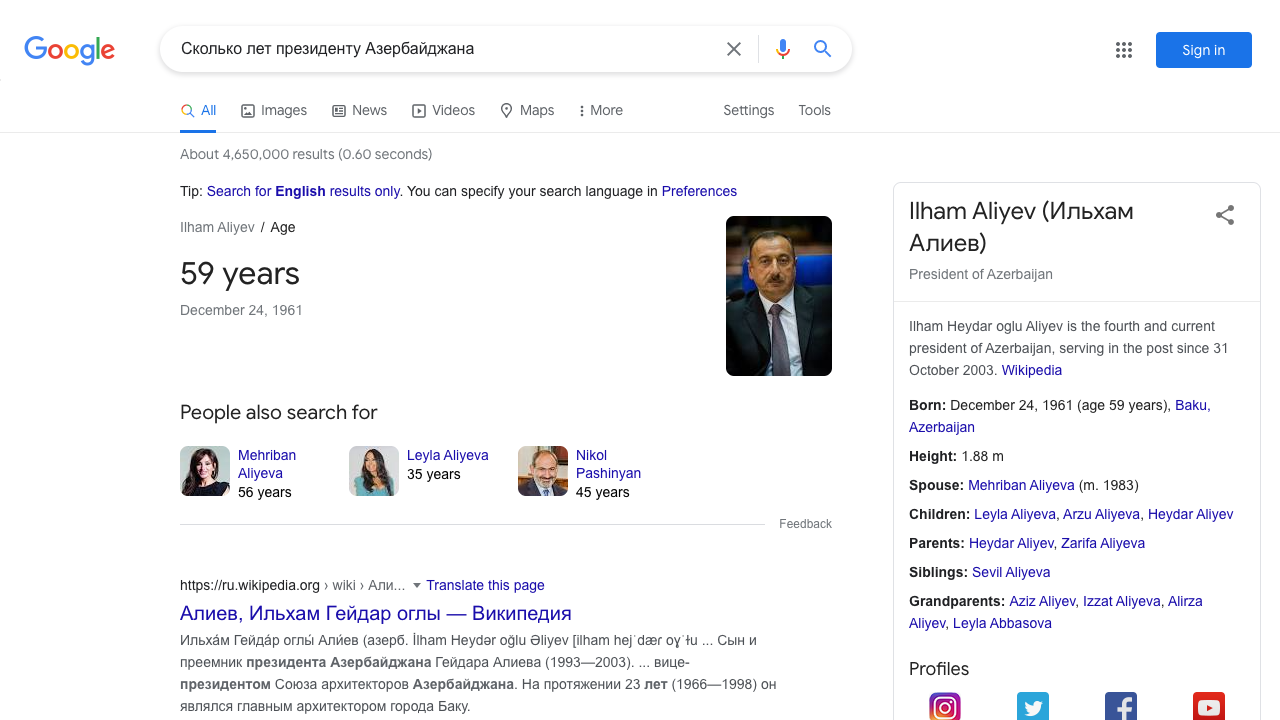 Google
Сколько лет президенту Азербайджана
Sign in
All
Images
News
Videos
Maps
More
Settings
Tools
About 4,650,000 results (0.60 seconds)
Tip: Search for English results only. You can specify your search language in Preferences
Ilham Aliyev / Age
59 years
December 24, 1961
People also search for
Mehriban
Aliyeva
56 years
Leyla Aliyeva
35 years
Nikol
Pashinyan
45 years
Feedback
https://ru.wikipedia.org › wiki › Али... Translate this page
Алиев, Ильхам Гейдар оглы — Википедия
Ильха́м Гейда́р оглы́ Али́ев (азерб. İlham Heydər oğlu Əliyev [ilham hejˈdær oɣˈɫu ... Сын и
преемник президента Азербайджана Гейдара Алиева (1993—2003). ... вице-
президентом Союза архитекторов Азербайджана. На протяжении 23 лет (1966—1998) он
являлся главным архитектором города Баку.
Ilham Aliyev (Ильхам
Алиев)
President of Azerbaijan
Ilham Heydar oglu Aliyev is the fourth and current
president of Azerbaijan, serving in the post since 31
October 2003. Wikipedia
Born: December 24, 1961 (age 59 years), Baku,
Azerbaijan
Height: 1.88 m
Spouse: Mehriban Aliyeva (m. 1983)
Children: Leyla Aliyeva, Arzu Aliyeva, Heydar Aliyev
Parents: Heydar Aliyev, Zarifa Aliyeva
Siblings: Sevil Aliyeva
Grandparents: Aziz Aliyev, Izzat Aliyeva, Alirza
Aliyev, Leyla Abbasova
Profiles